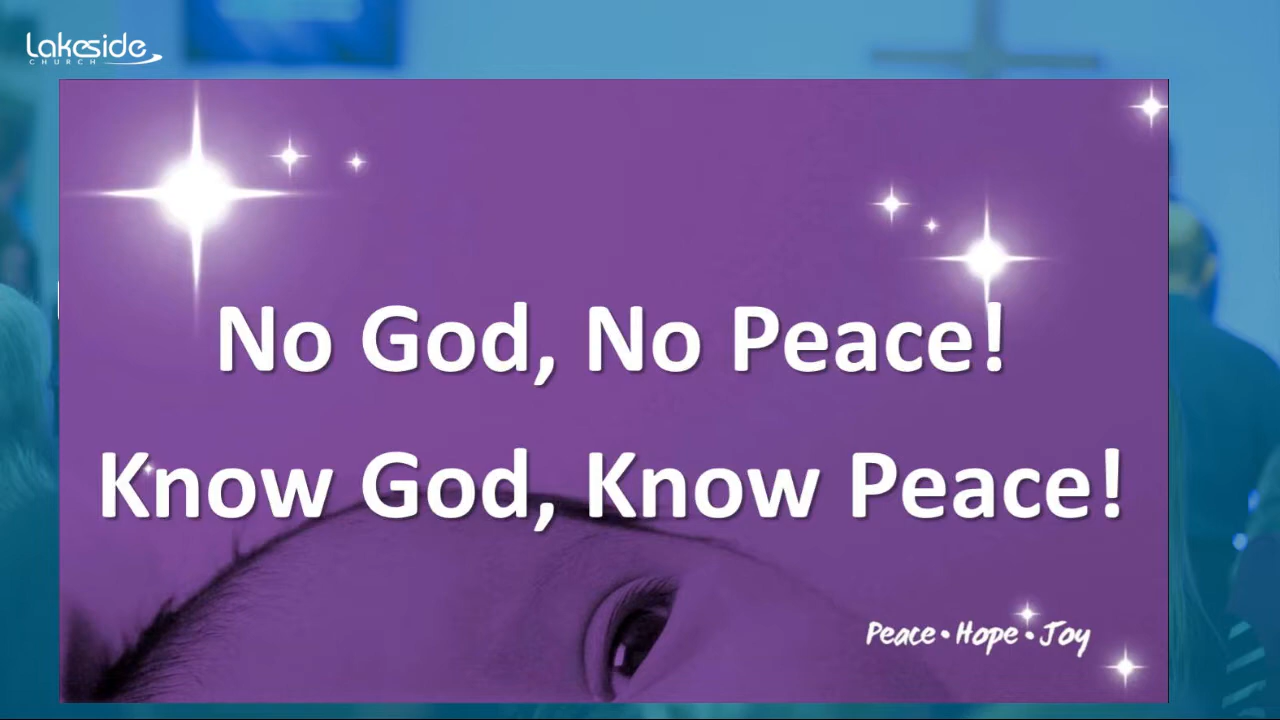 Lakeside
CHURCH
No God, No Peace!
Know God, Know Peace!
Peace • Hope • Joy